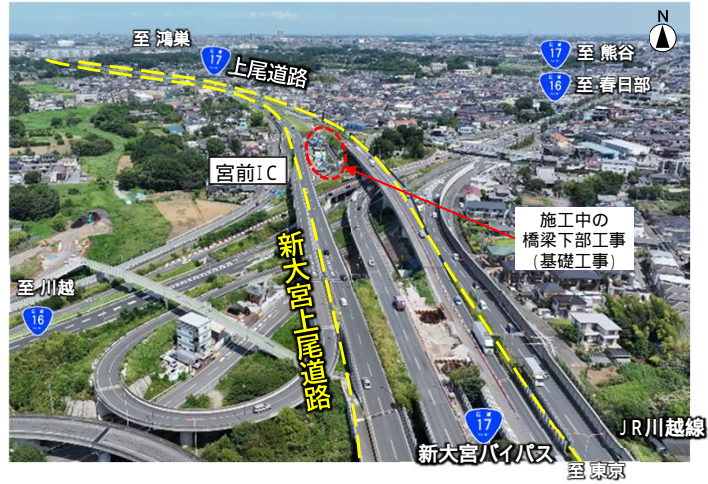 N
至 鴻巣
17
上尾道路
17
至 熊谷
16
至 春日部
宮前IC
施工中の
橋梁下部工事
(基礎工事)
新大宮上尾道路
至 川越
16
17
新大宮バイパス
JR川越線
至 東京